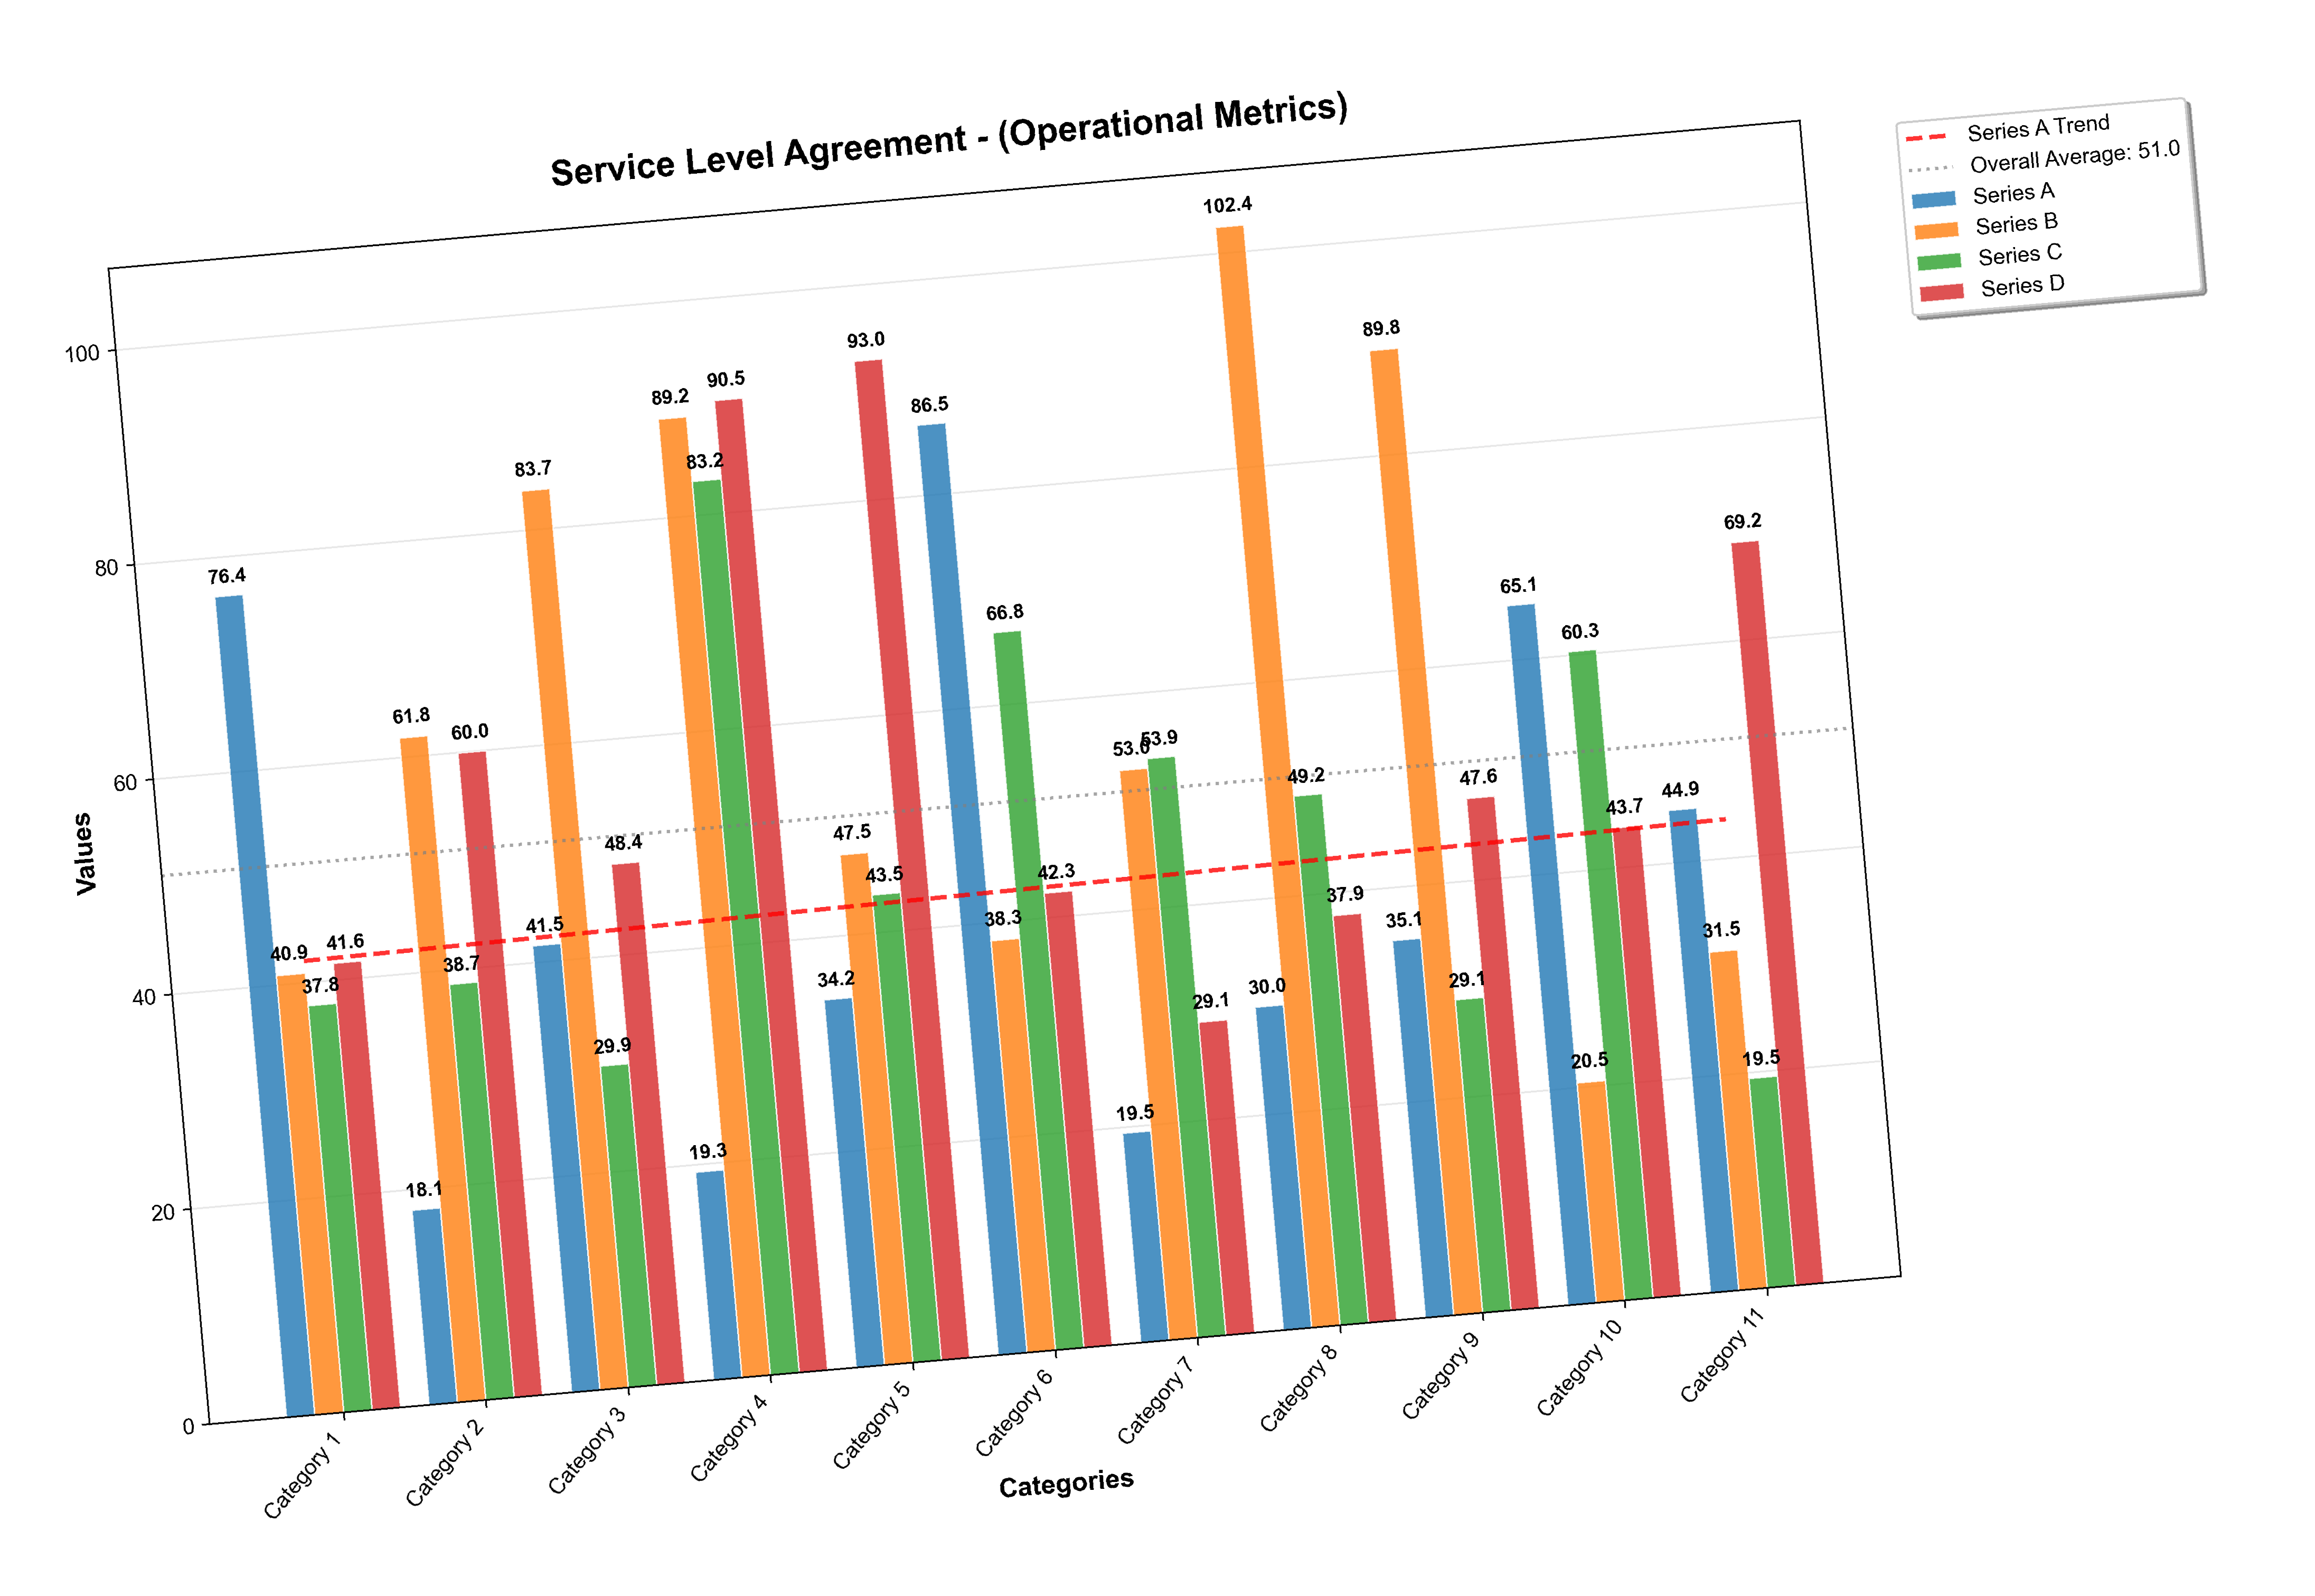 Service Level Agreement - (Operational Metrics)
Series A Trend
Overall Average: 51.0
Series A
Series B
Series C
Series D
Values
100
80
60
40
20
0
76.4
40.9
37.8
41.6
18.1
61.8
38.7
60.0
41.5
83.7
29.9
48.4
19.3
89.2
83.2
90.5
34.2
47.5
43.5
93.0
86.5
38.3
66.8
42.3
19.5
53.0
53.9
29.1
30.0
102.4
49.2
37.9
35.1
89.8
29.1
47.6
65.1
20.5
60.3
43.7
44.9
31.5
19.5
69.2
Category 1
Category 2
Category 3
Category 4
Category 5
Category 6
Category 7
Category 8
Category 9
Category 10
Category 11
Categories